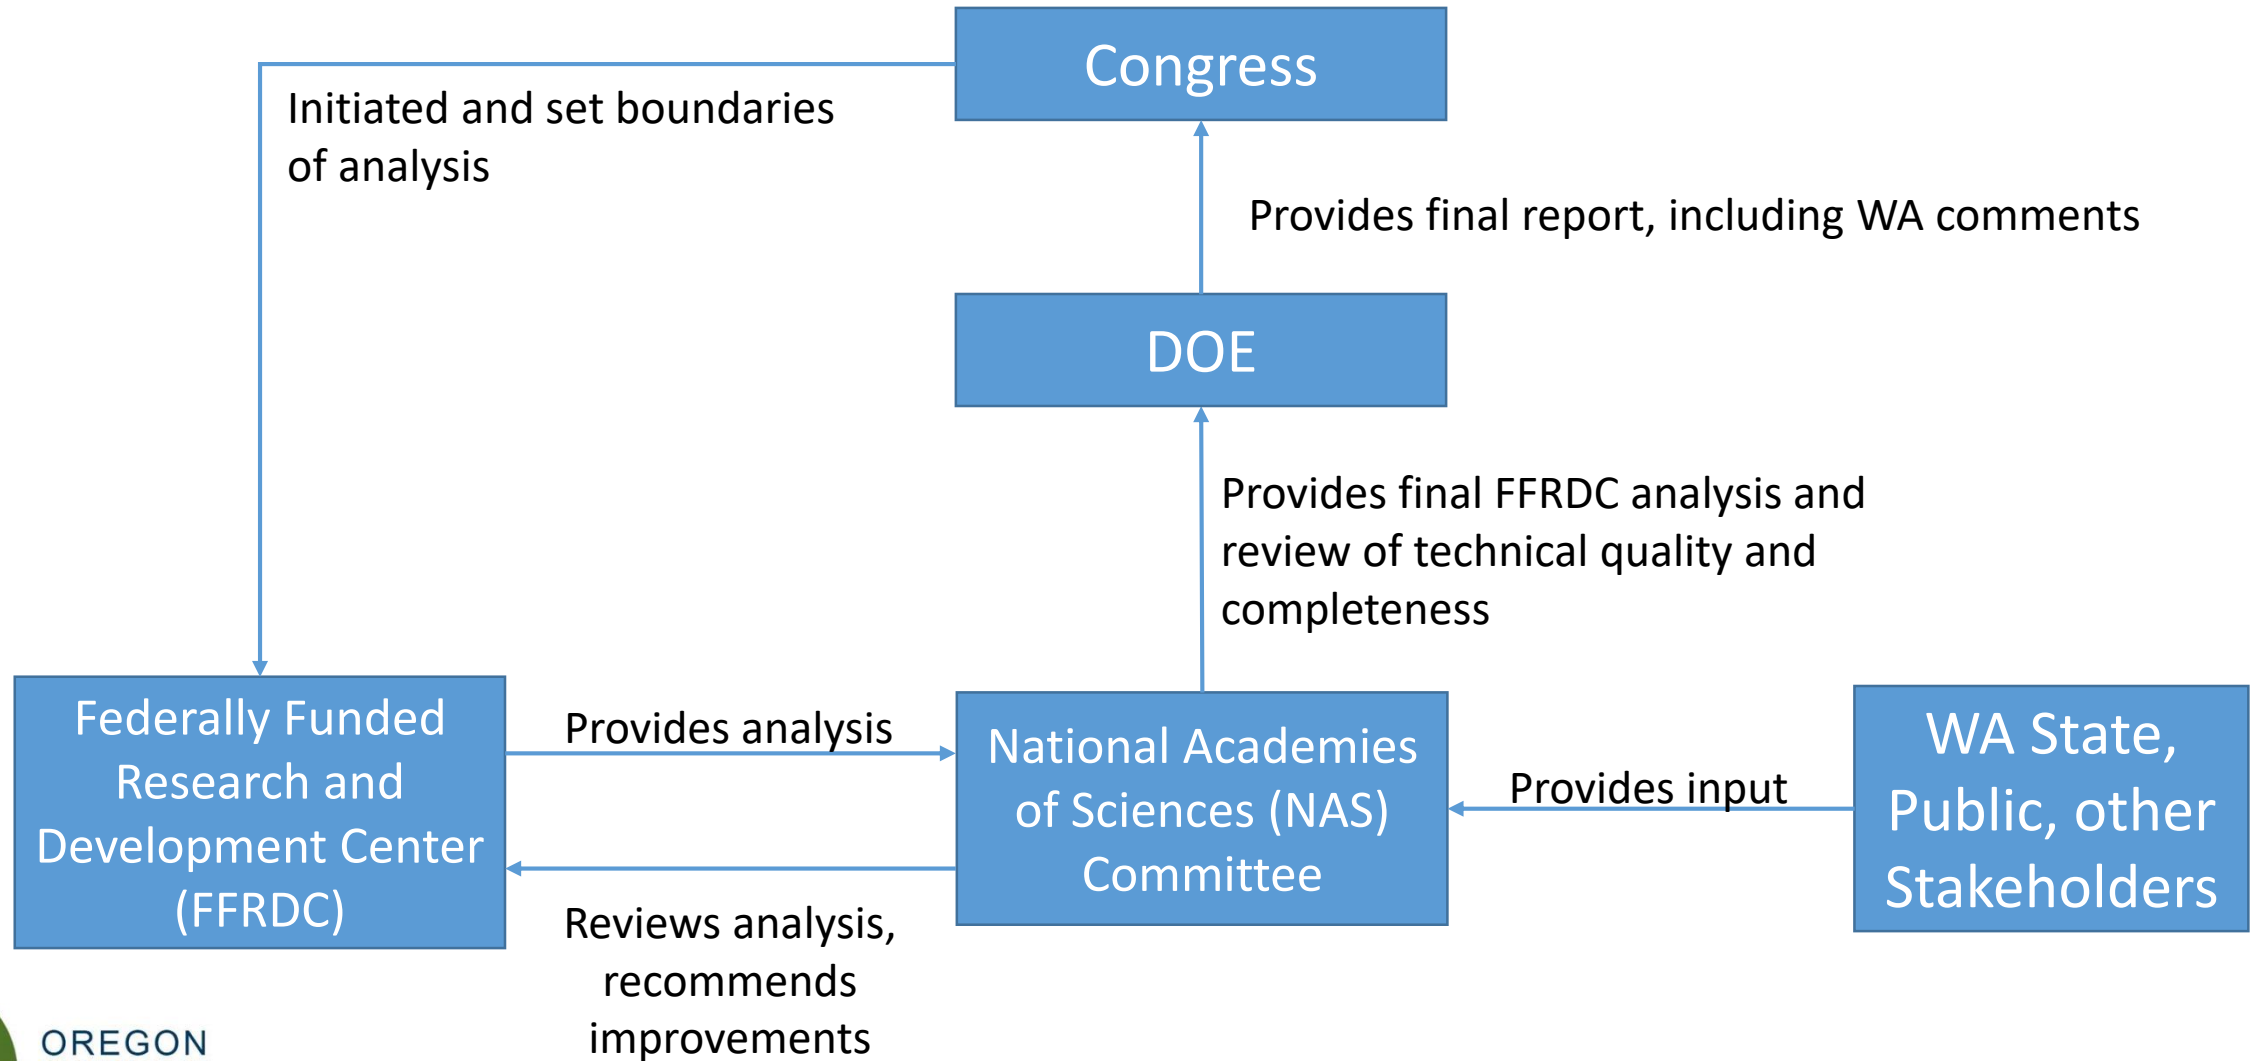 Congress
Initiated and set boundaries
of analysis
Provides final report, including WA comments
DOE
Provides final FFRDC analysis and
review of technical quality and
completeness
Federally Funded
Research and
Development Center
(FFRDC)
Provides analysis
National Academies
of Sciences (NAS)
Committee
Provides input
WA State,
Public, other
Stakeholders
Reviews analysis,
recommends
improvements
OREGON